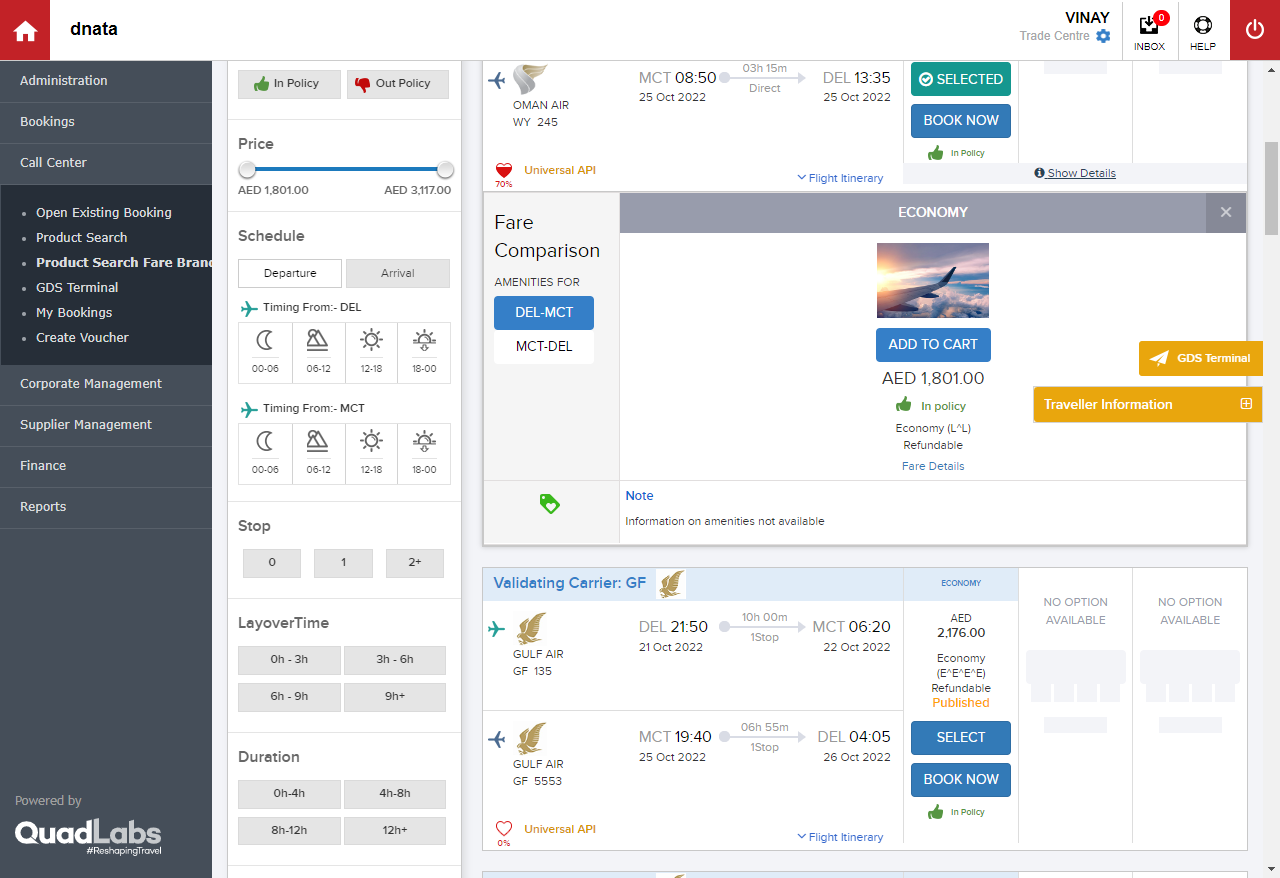 dnata
VINAY
Trade Centre
0
INBOX
HELP
Administration
Bookings
Call Center
Open Existing Booking
Product Search
Product Search Fare Brand
GDS Terminal
My Bookings
Create Voucher
Corporate Management
Supplier Management
Finance
Reports
Powered by
QuadLabs
#ReshapingTravel
In Policy
Out Policy
Price
AED 1,801.00
AED 3,117.00
Schedule
Departure
Arrival
Timing From:- DEL
00-06
06-12
12-18
18-00
Timing From:- MCT
00-06
06-12
12-18
18-00
Stop
0
1
2+
LayoverTime
0h - 3h
3h - 6h
6h - 9h
9h+
Duration
0h-4h
4h-8h
8h-12h
12h+
OMAN AIR
WY 245
MCT 08:50
25 Oct 2022
03h 15m
Direct
DEL 13:35
25 Oct 2022
SELECTED
BOOK NOW
In Policy
70%
Universal API
Flight Itinerary
Show Details
Fare
Comparison
AMENITIES FOR
DEL-MCT
MCT-DEL
ECONOMY
ADD TO CART
AED 1,801.00
In policy
Economy (L^L)
Refundable
Fare Details
Note
Information on amenities not available
GDS Terminal
Traveller Information
Validating Carrier: GF
ECONOMY
GULF AIR
GF 135
DEL 21:50
21 Oct 2022
10h 00m
1Stop
MCT 06:20
22 Oct 2022
AED
2,176.00
Economy
(E^E^E^E)
Refundable
Published
NO OPTION
AVAILABLE
NO OPTION
AVAILABLE
GULF AIR
GF 5553
MCT 19:40
25 Oct 2022
06h 55m
1Stop
DEL 04:05
26 Oct 2022
SELECT
BOOK NOW
In Policy
0%
Universal API
Flight Itinerary